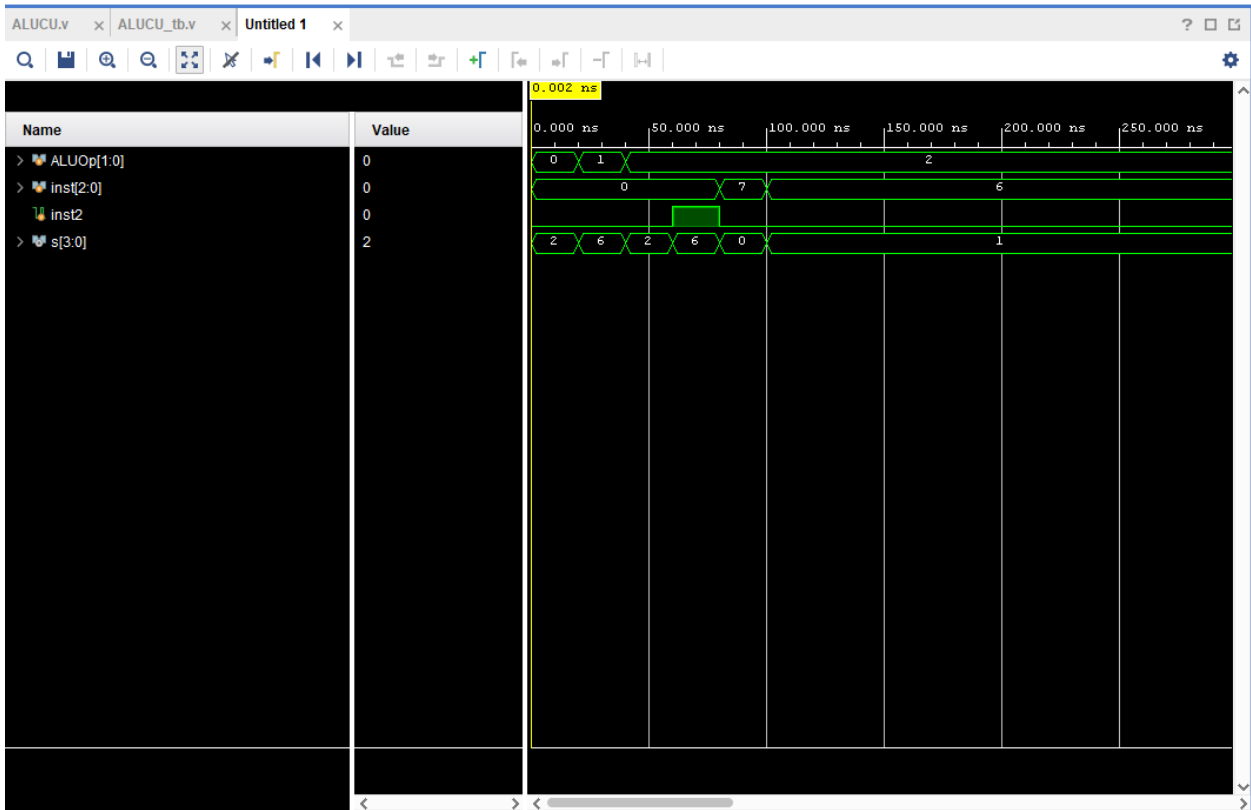 ALUCU.v × ALUCU_tb.v × Untitled 1 × ?
0.002 ns
Name Value 0.000 ns 50.000 ns 100.000 ns 150.000 ns 200.000 ns 250.000 ns
> ALUOp[1:0] 0 0 1 2
> inst[2:0] 0 0 7 6
inst2 0
> s[3:0] 2 2 6 2 6 0 1